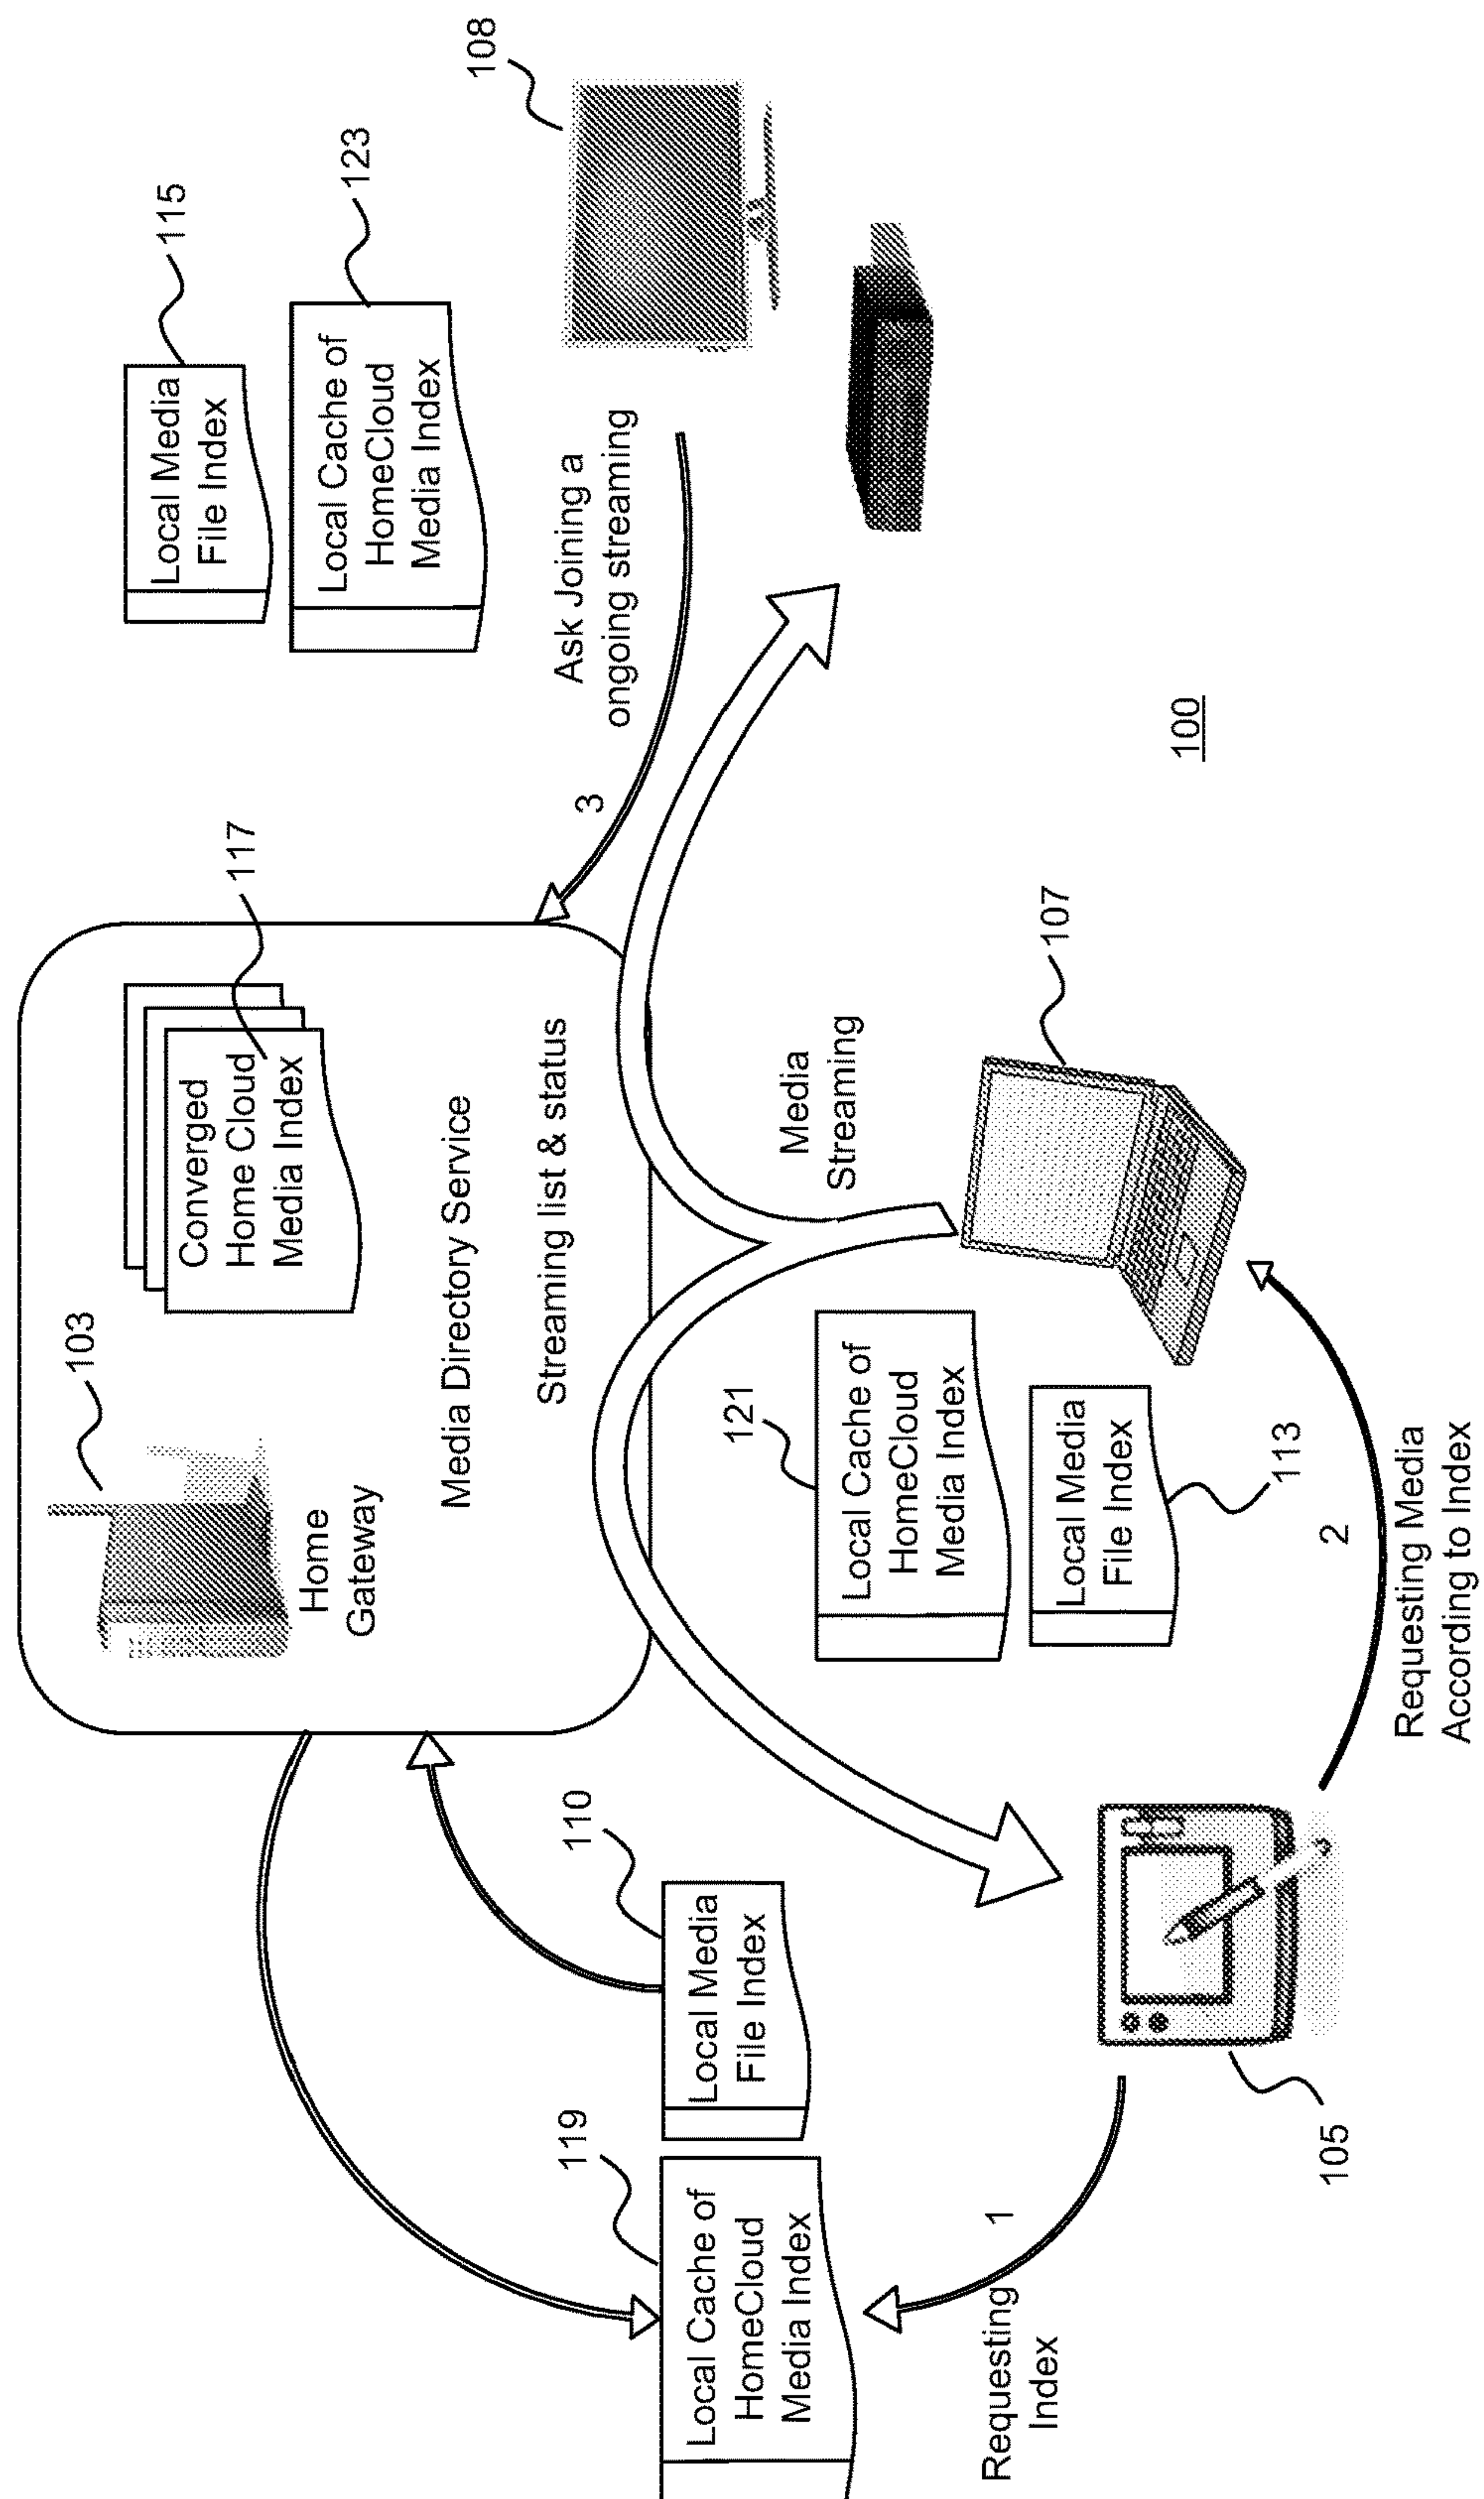 103
Home
Gateway
117
Converged
Home Cloud
Media Index
Media Directory Service
Streaming list & status
115
Local Media
File Index
123
Local Cache of
HomeCloud
Media Index
108
Ask Joining a
ongoing streaming
3
119
Local Cache of
HomeCloud
Media Index
110
Local Media
File Index
121
Local Cache of
HomeCloud
Media Index
Local Media
File Index
113
Media
Streaming
107
100
Requesting
Index
1
105
2
Requesting Media
According to Index